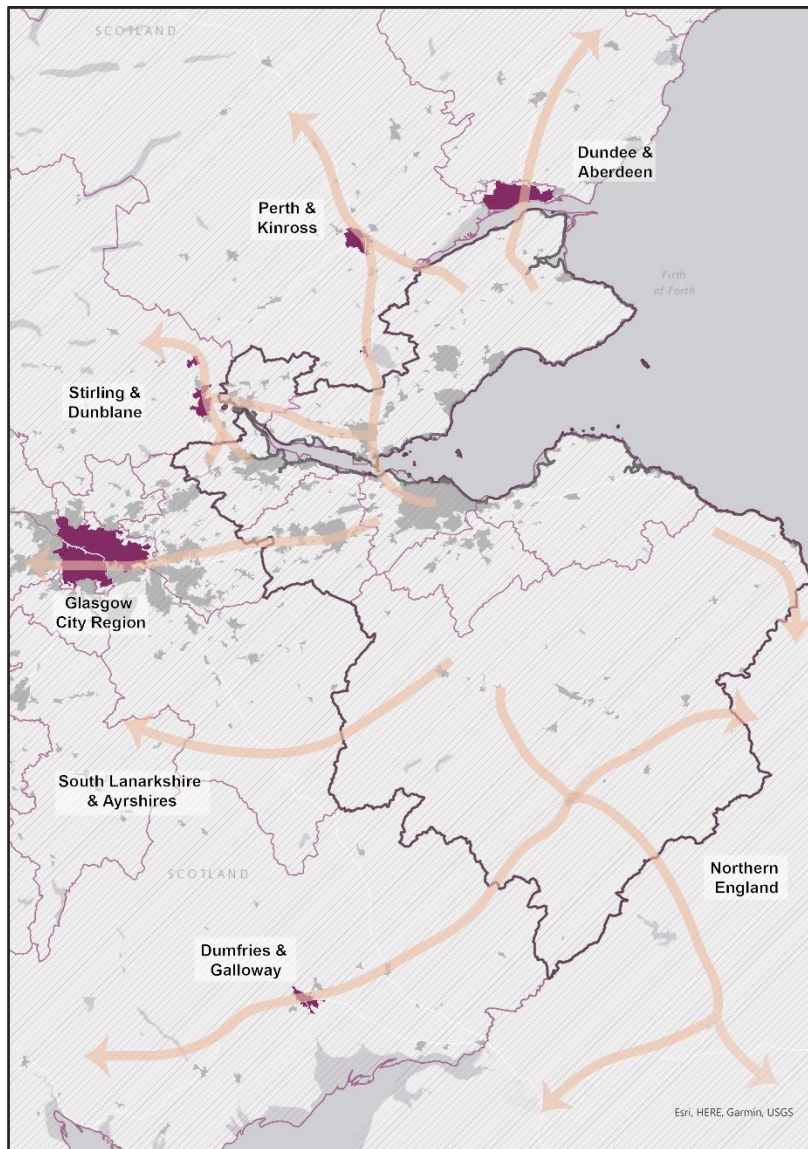 SCOTLAND
Dundee &
Aberdeen
Perth &
Kinross
Firth
of Forth
Stirling &
Dunblane
Glasgow
City Region
South Lanarkshire
& Ayrshires
SCOTLAND
Northern
England
Dumfries &
Galloway
Esri, HERE, Garmin, USGS